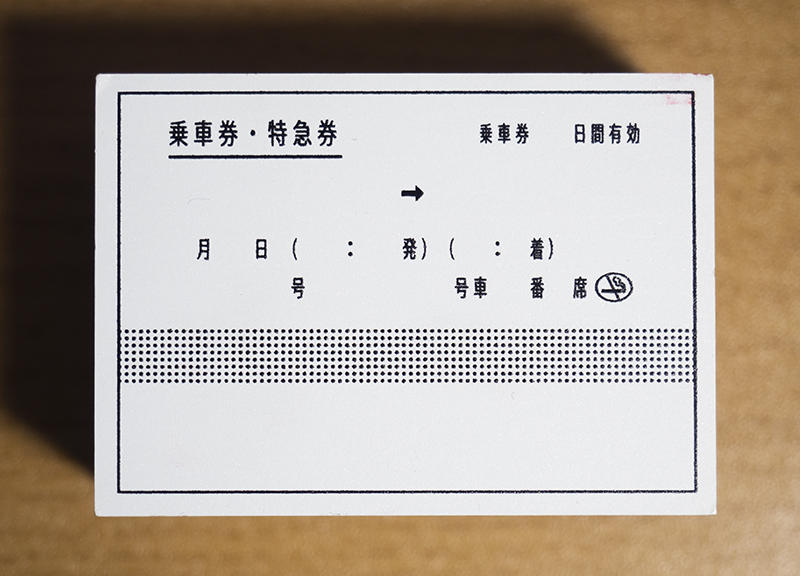 乗車券・特急券 乗車券 日間有効
→
月 日 ( : 発) ( : 着)
号 号車 番 席